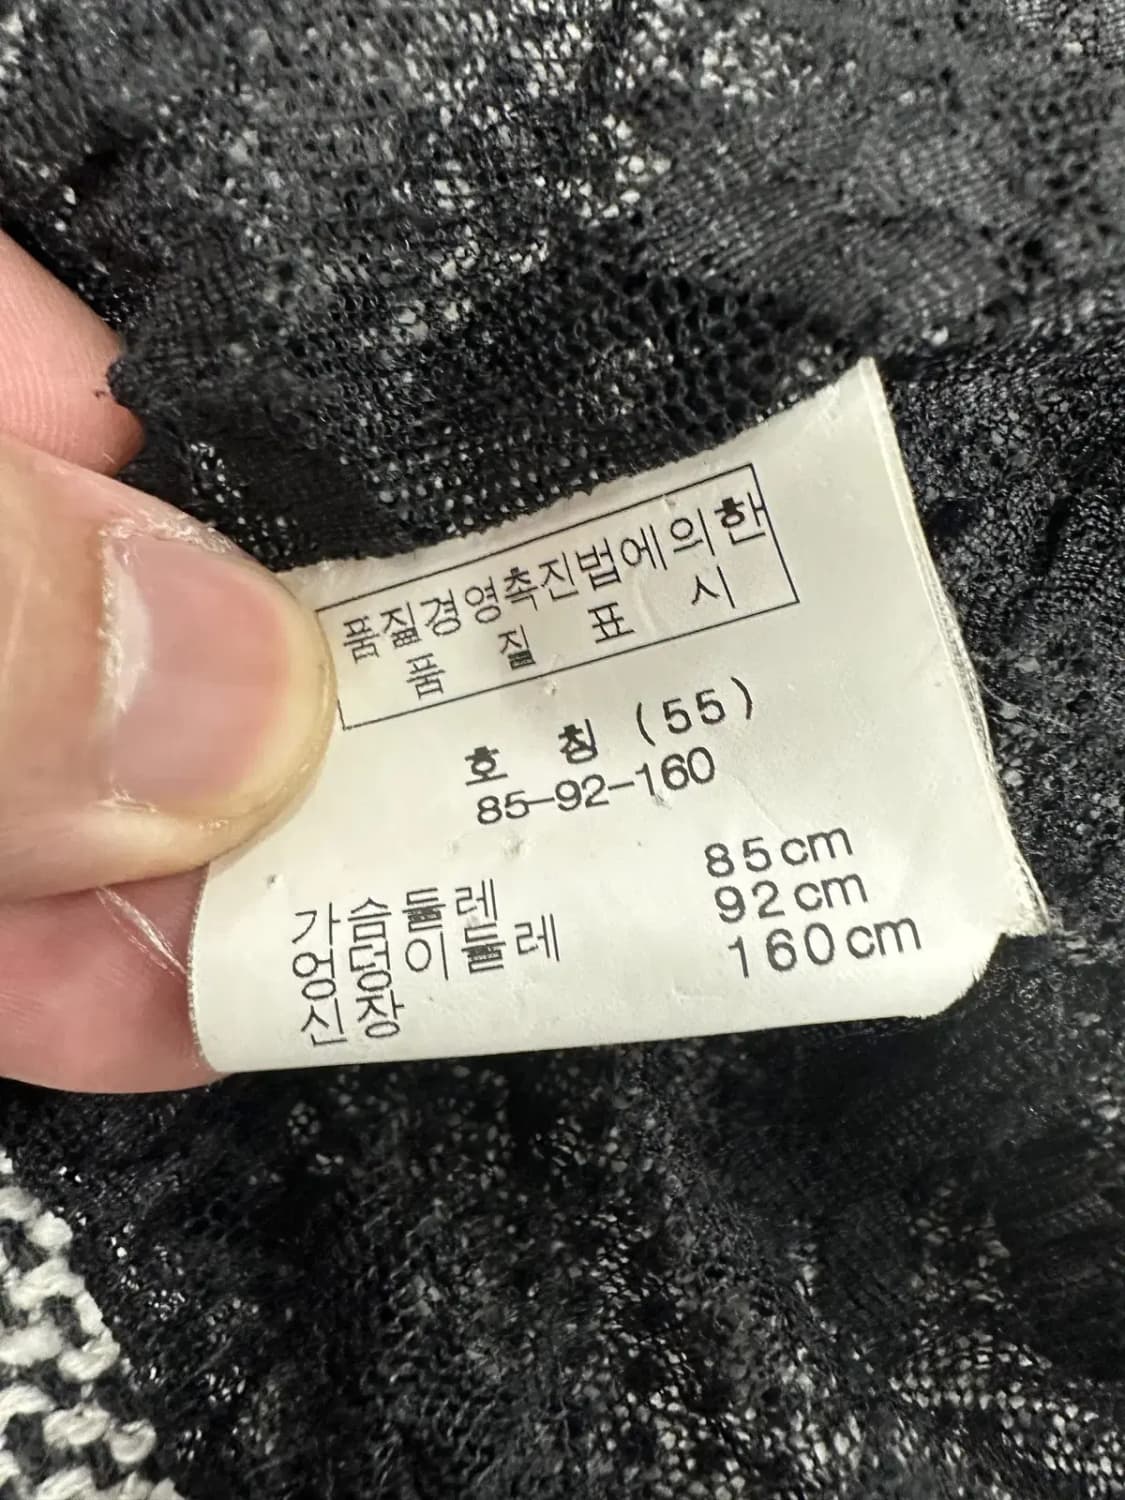 품질경영촉진법에의한
품 질 표 시
호 칭 (55)
85-92-160
가슴둘레 85cm
엉덩이둘레 92cm
신장 160cm